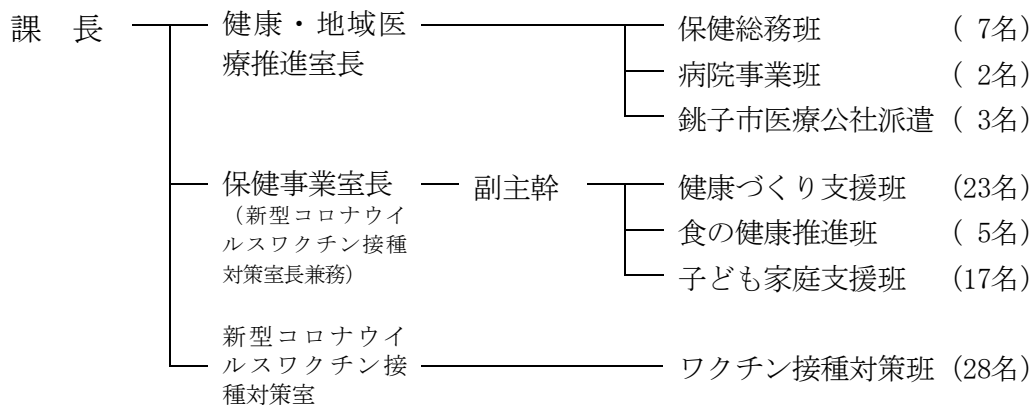 課 長
健康・地域医
療推進室長
保健総務班 ( 7名)
病院事業班 ( 2名)
銚子市医療公社派遣 ( 3名)
保健事業室長
(新型コロナウイ
ルスワクチン接種
対策室長兼務)
副主幹
健康づくり支援班 (23名)
食の健康推進班 ( 5名)
子ども家庭支援班 (17名)
新型コロナウイ
ルスワクチン接
種対策室
ワクチン接種対策班 (28名)